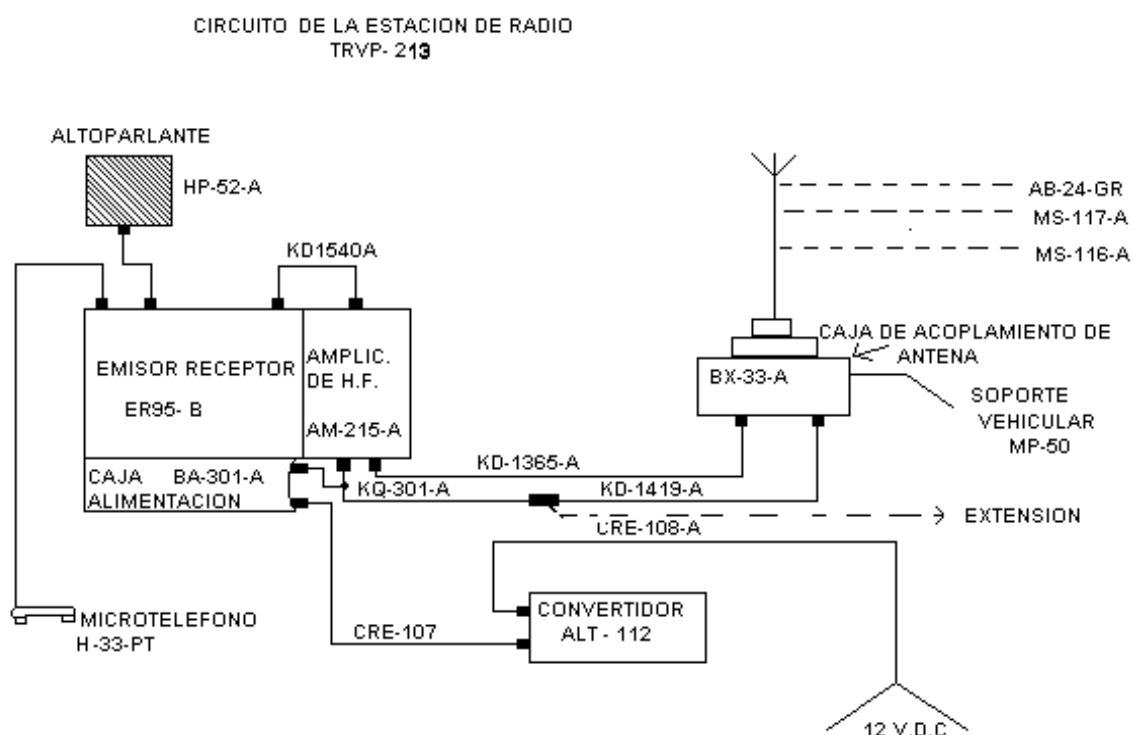 CIRCUITO DE LA ESTACION DE RADIO
TRVP- 213
ALTOPARLANTE
HP-52-A
KD1540A
AB-24-GR
MS-117-A
MS-116-A
EMISOR RECEPTOR
ER95- B
AMPLIC.
DE H.F.
AM-215-A
CAJA DE ACOPLAMIENTO DE
ANTENA
BX-33-A
SOPORTE
VEHICULAR
MP-50
CAJA BA-301-A
ALIMENTACION
KD-1365-A
KQ-301-A
KD-1419-A
EXTENSION
CRE-108-A
MICROTELEFONO
H-33-PT
CRE-107
CONVERTIDOR
ALT - 112
12 V.D.C